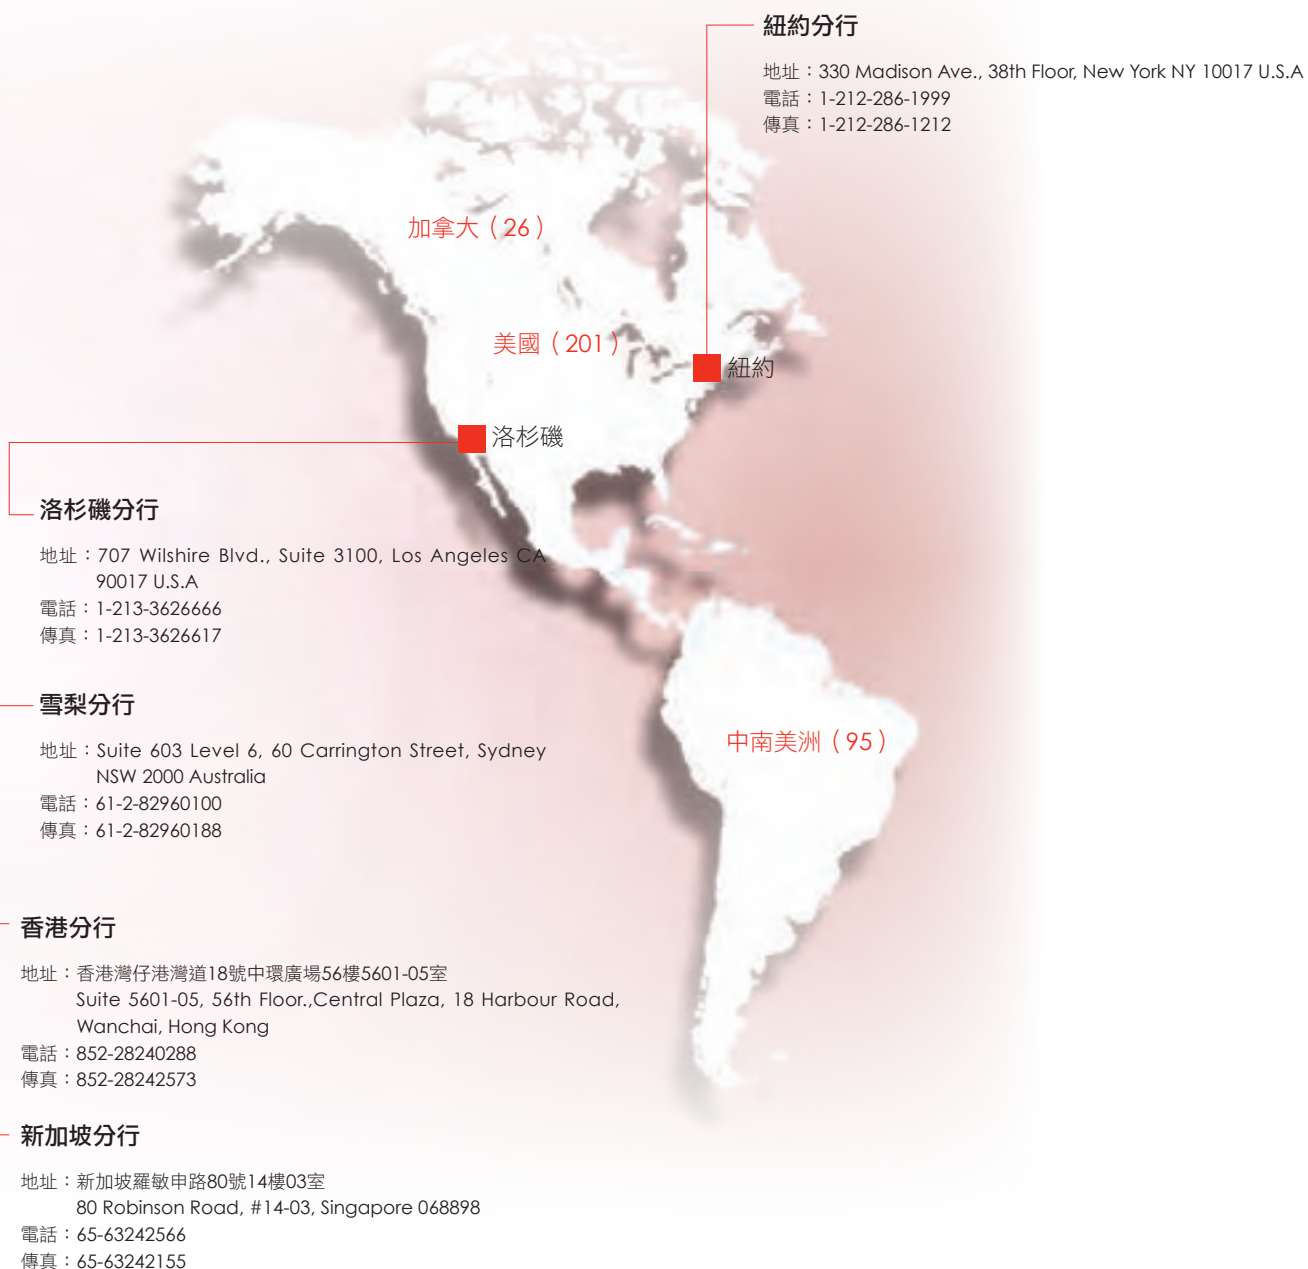 紐約分行
地址：330 Madison Ave., 38th Floor, New York NY 10017 U.S.A
電話：1-212-286-1999
傳真：1-212-286-1212
加拿大（26）
美國（201）
紐約
洛杉磯
洛杉磯分行
地址：707 Wilshire Blvd., Suite 3100, Los Angeles CA
90017 U.S.A
電話：1-213-3626666
傳真：1-213-3626617
雪梨分行
地址：Suite 603 Level 6, 60 Carrington Street, Sydney
NSW 2000 Australia
電話：61-2-82960100
傳真：61-2-82960188
中南美洲（95）
香港分行
地址：香港灣仔港灣道18號中環廣場56樓5601-05室
Suite 5601-05, 56th Floor.,Central Plaza, 18 Harbour Road,
Wanchai, Hong Kong
電話：852-28240288
傳真：852-28242573
新加坡分行
地址：新加坡羅敏申路80號14樓03室
80 Robinson Road, #14-03, Singapore 068898
電話：65-63242566
傳真：65-63242155